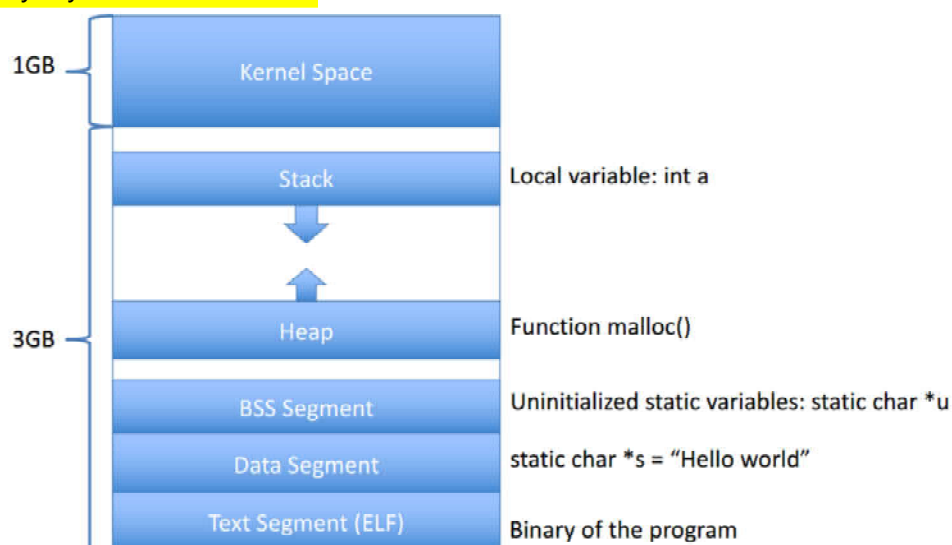 1GB
Kernel Space
Stack
Local variable: int a
3GB
Heap
Function malloc()
BSS Segment
Uninitialized static variables: static char *u
Data Segment
static char *s = “Hello world”
Text Segment (ELF)
Binary of the program